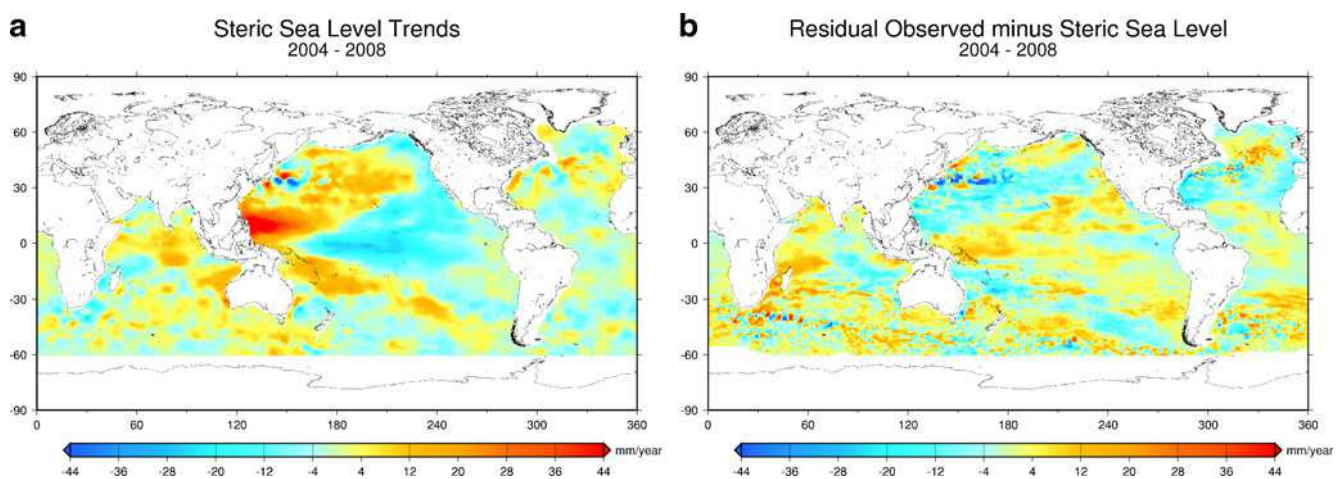 a
Steric Sea Level Trends
2004 - 2008
90
60
30
0
-30
-60
-90
0 60 120 180 240 300 360
mm/year
-44 -36 -28 -20 -12 -4 4 12 20 28 36 44
b
Residual Observed minus Steric Sea Level
2004 - 2008
90
60
30
0
-30
-60
-90
0 60 120 180 240 300 360
mm/year
-44 -36 -28 -20 -12 -4 4 12 20 28 36 44